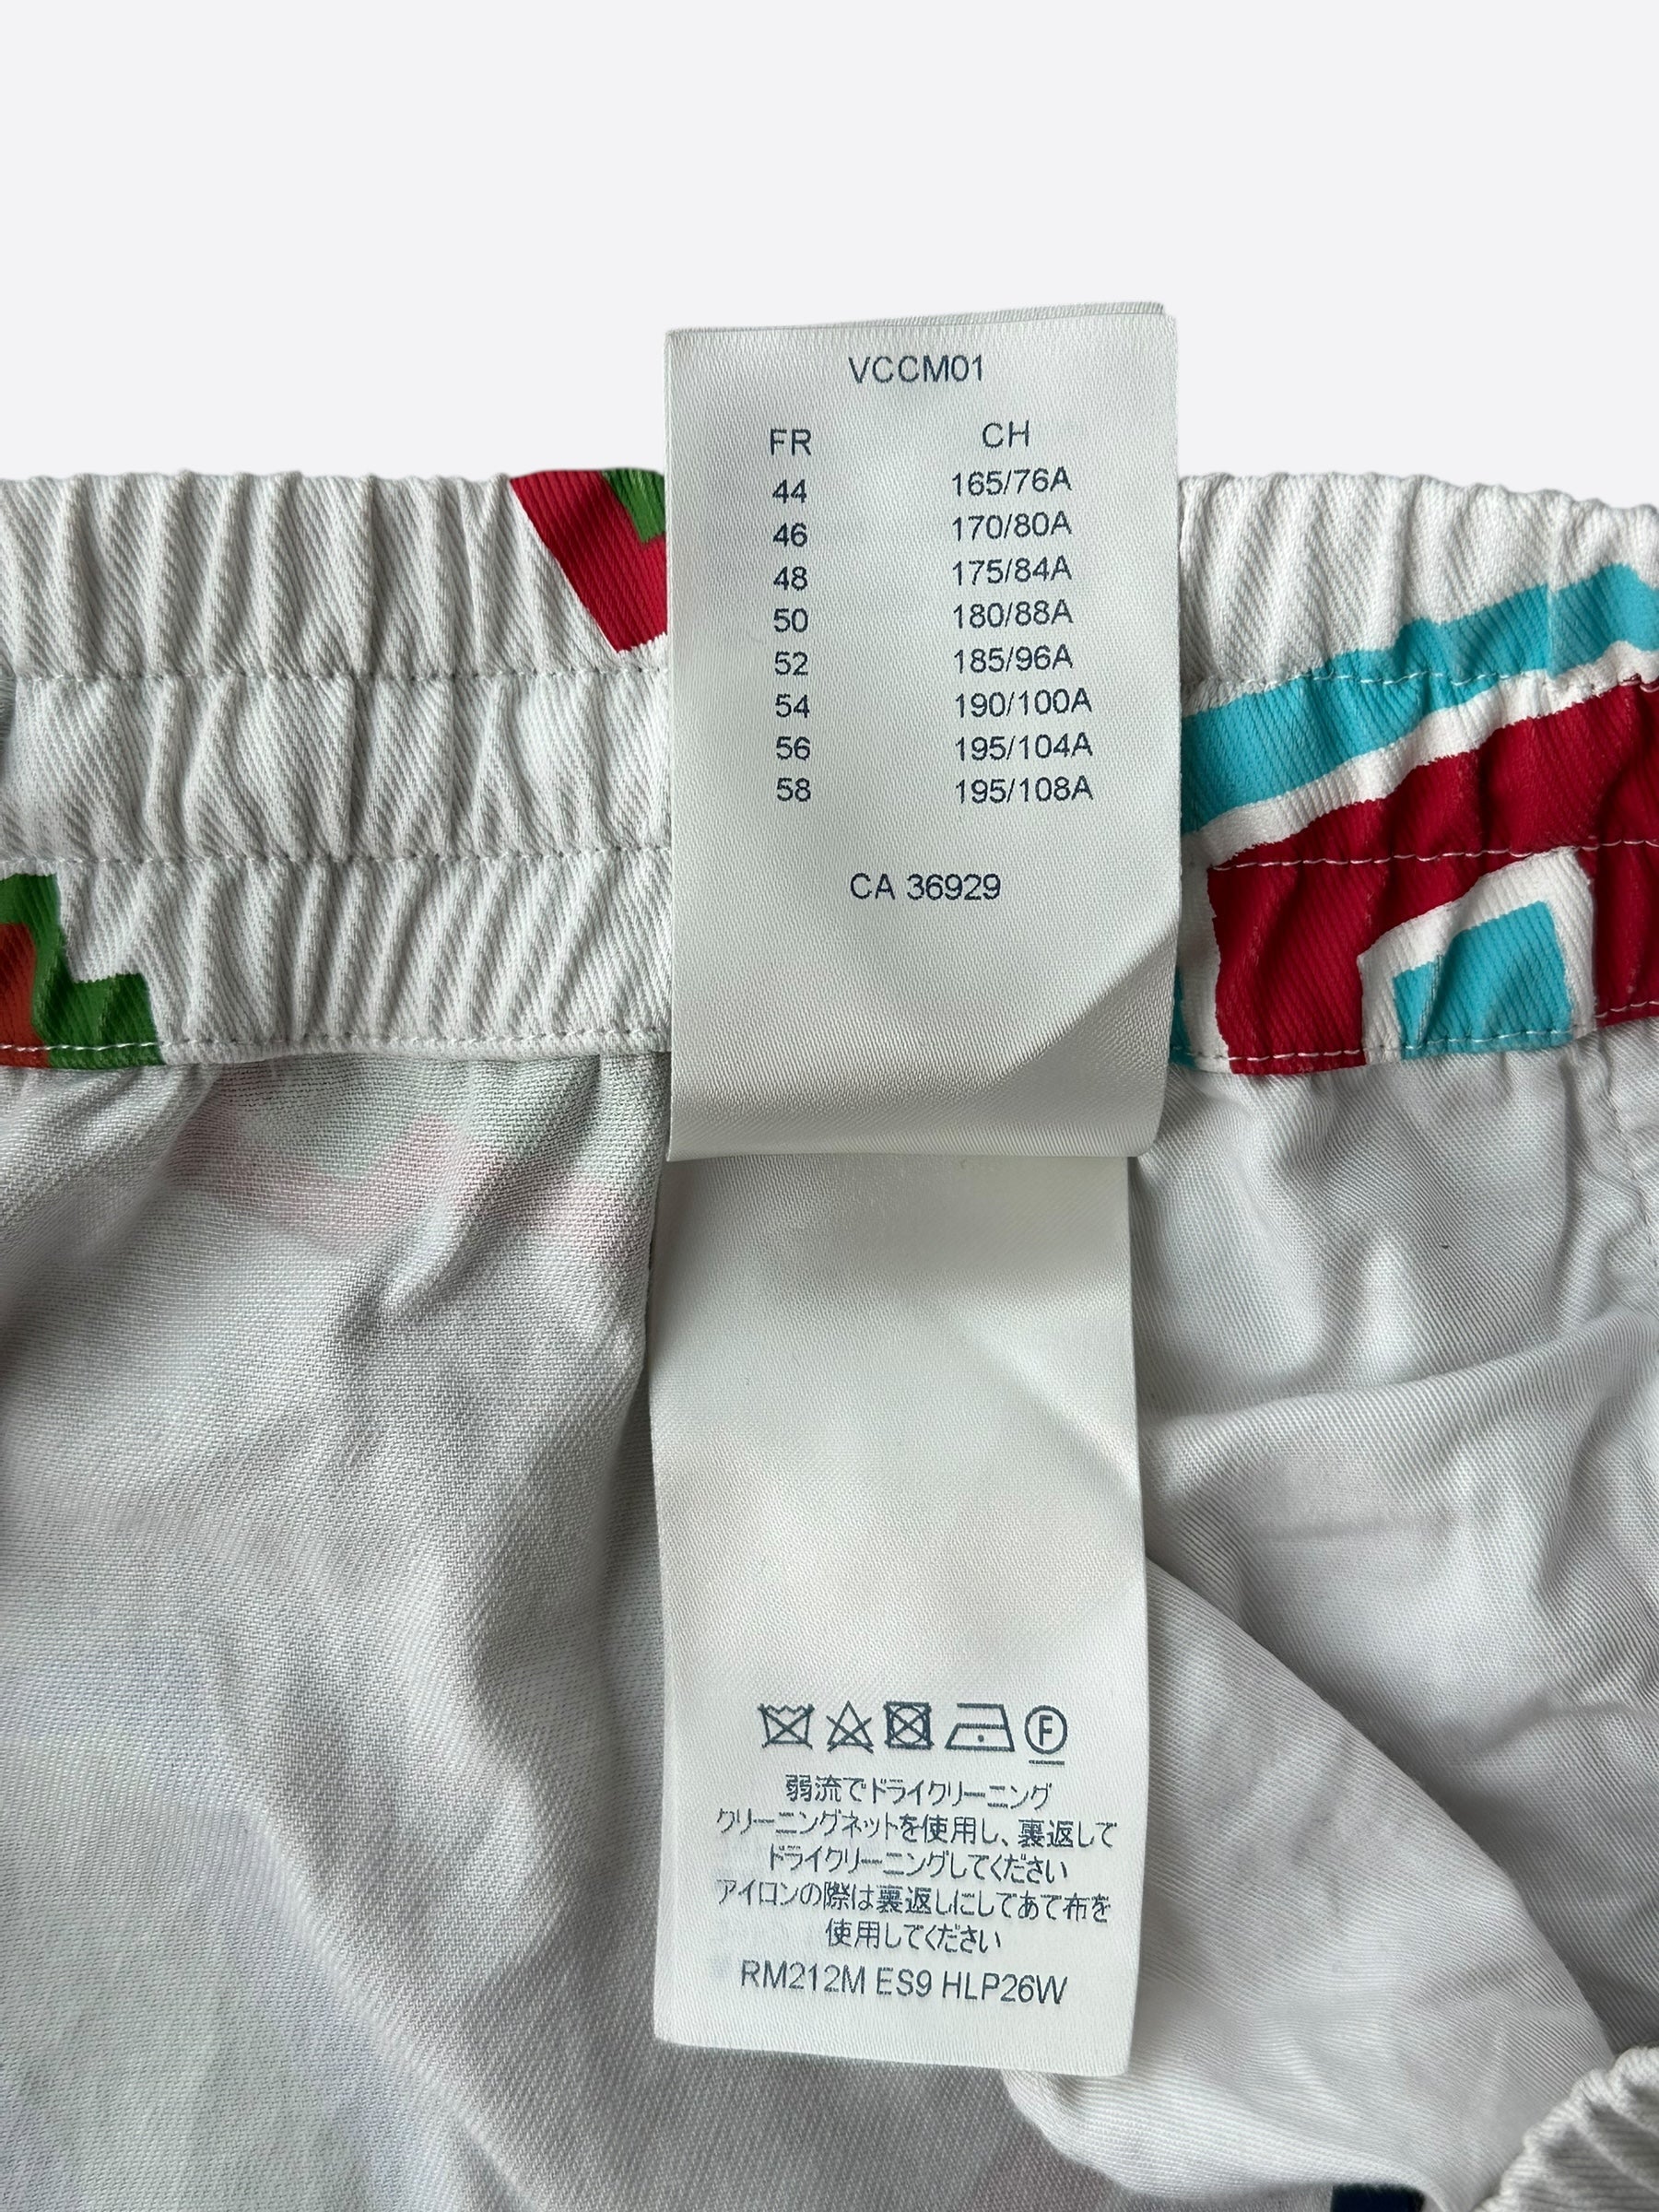 VCCM01
FR CH
44 165/76A
46 170/80A
48 175/84A
50 180/88A
52 185/96A
54 190/100A
56 195/104A
58 195/108A
CA 36929
F
弱流でドライクリーニング
クリーニングネットを使用し、裏返して
ドライクリーニングしてください
アイロンの際は裏返しにしてあて布を
使用してください
RM212M ES9 HLP26W